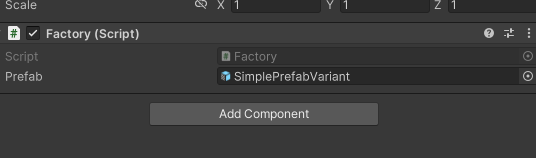 Scale X 1 Y 1 Z 1
# Factory (Script)
Script # Factory
Prefab SimplePrefabVariant
Add Component